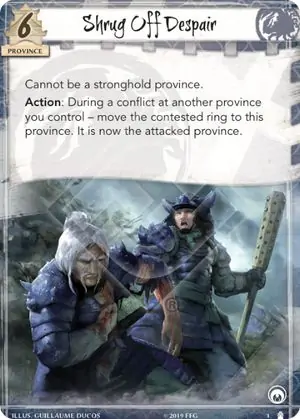 Shrug Off Despair
6
PROVINCE
Cannot be a stronghold province.
Action: During a conflict at another province
you control – move the contested ring to this
province. It is now the attacked province.
ILLUS: GUILLAUME DUCOS
© 2019 FFG
1